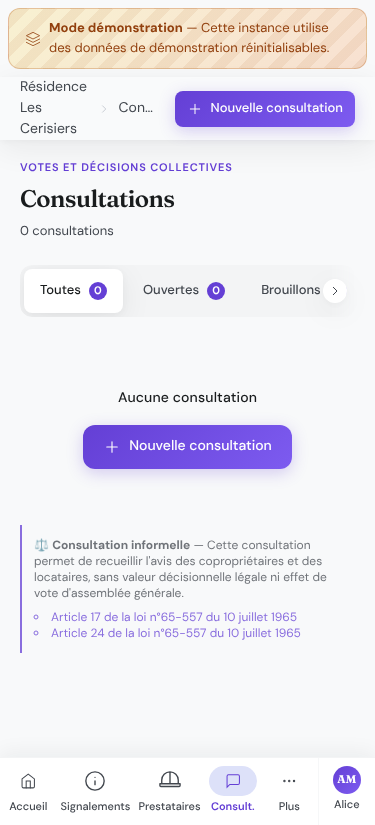 Mode démonstration — Cette instance utilise
des données de démonstration réinitialisables.
Résidence
Les
Cerisiers
Con...
Nouvelle consultation
VOTES ET DÉCISIONS COLLECTIVES
Consultations
0 consultations
Toutes 0
Ouvertes 0
Brouillons
Aucune consultation
Nouvelle consultation
⚖️ Consultation informelle — Cette consultation
permet de recueillir l'avis des copropriétaires et des
locataires, sans valeur décisionnelle légale ni effet de
vote d'assemblée générale.
Article 17 de la loi n°65-557 du 10 juillet 1965
Article 24 de la loi n°65-557 du 10 juillet 1965
Accueil
Signalements
Prestataires
Consult.
Plus
AM
Alice